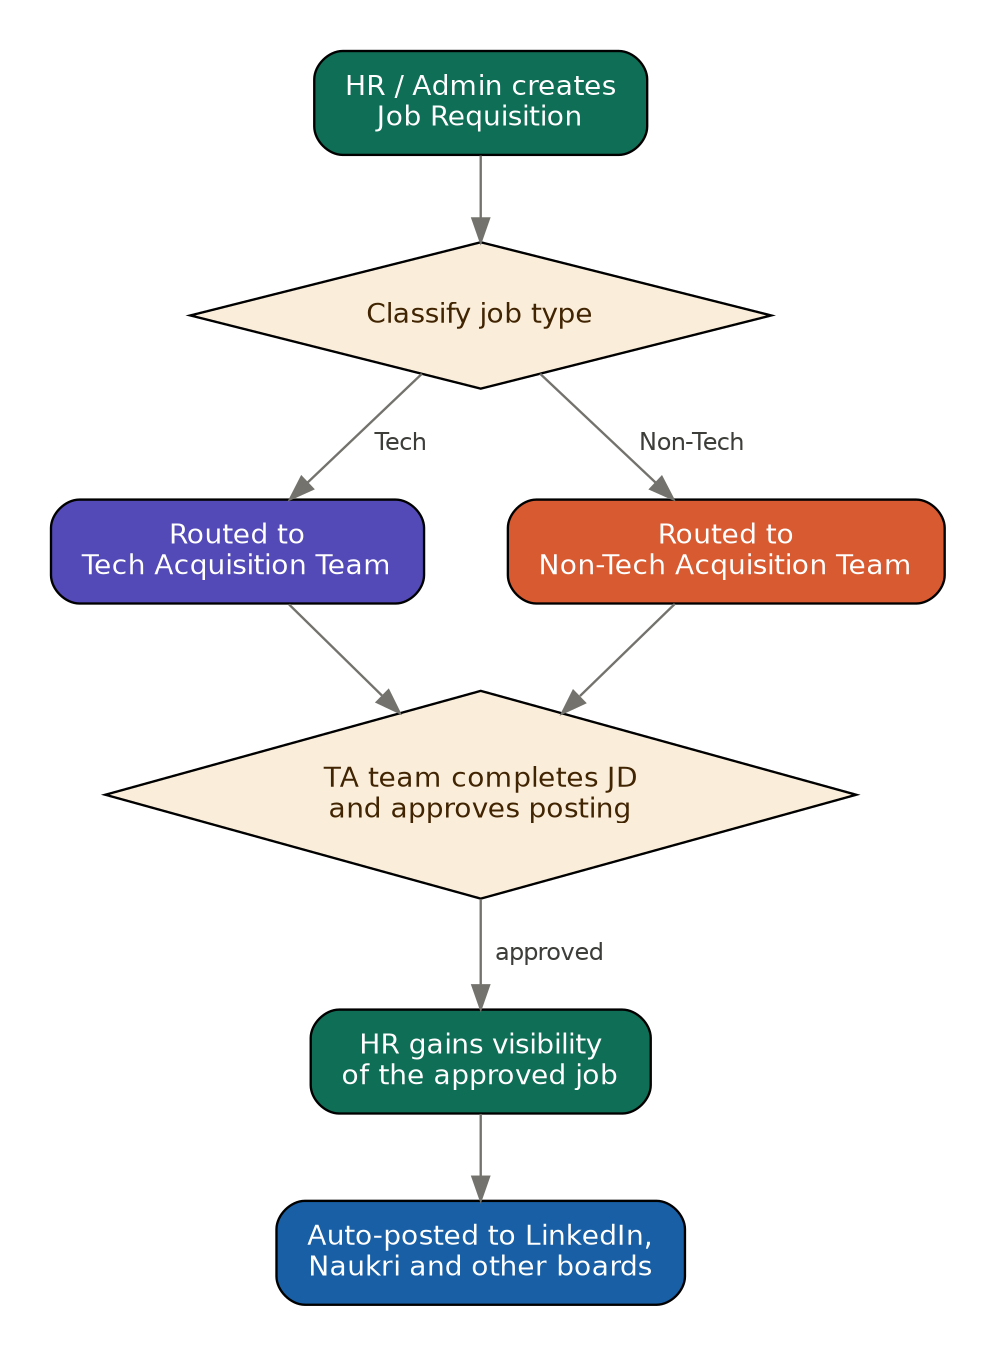 HR / Admin creates
Job Requisition
Classify job type
Tech
Non-Tech
Routed to
Tech Acquisition Team
Routed to
Non-Tech Acquisition Team
TA team completes JD
and approves posting
approved
HR gains visibility
of the approved job
Auto-posted to LinkedIn,
Naukri and other boards